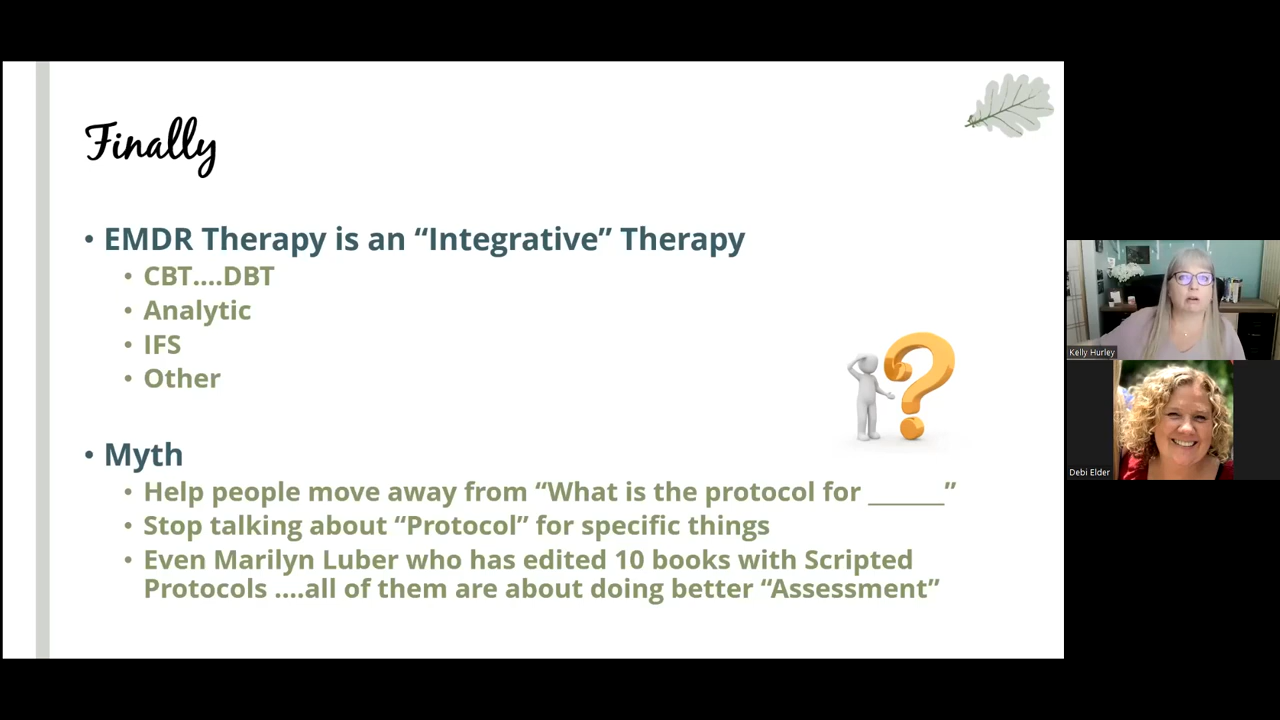 Finally
• EMDR Therapy is an “Integrative” Therapy
• CBT....DBT
• Analytic
• IFS
• Other
• Myth
• Help people move away from “What is the protocol for ______”
• Stop talking about “Protocol” for specific things
• Even Marilyn Luber who has edited 10 books with Scripted
Protocols ....all of them are about doing better “Assessment”
Kelly Hurley
Debi Elder